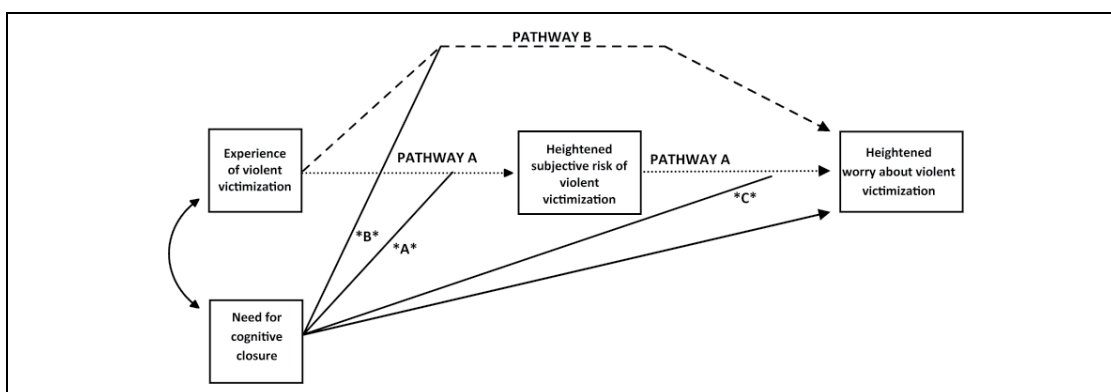 PATHWAY B
Experience
of violent
victimization
PATHWAY A
Heightened
subjective risk of
violent
victimization
PATHWAY A
Heightened
worry about violent
victimization
*C*
*B*
*A*
Need for
cognitive
closure